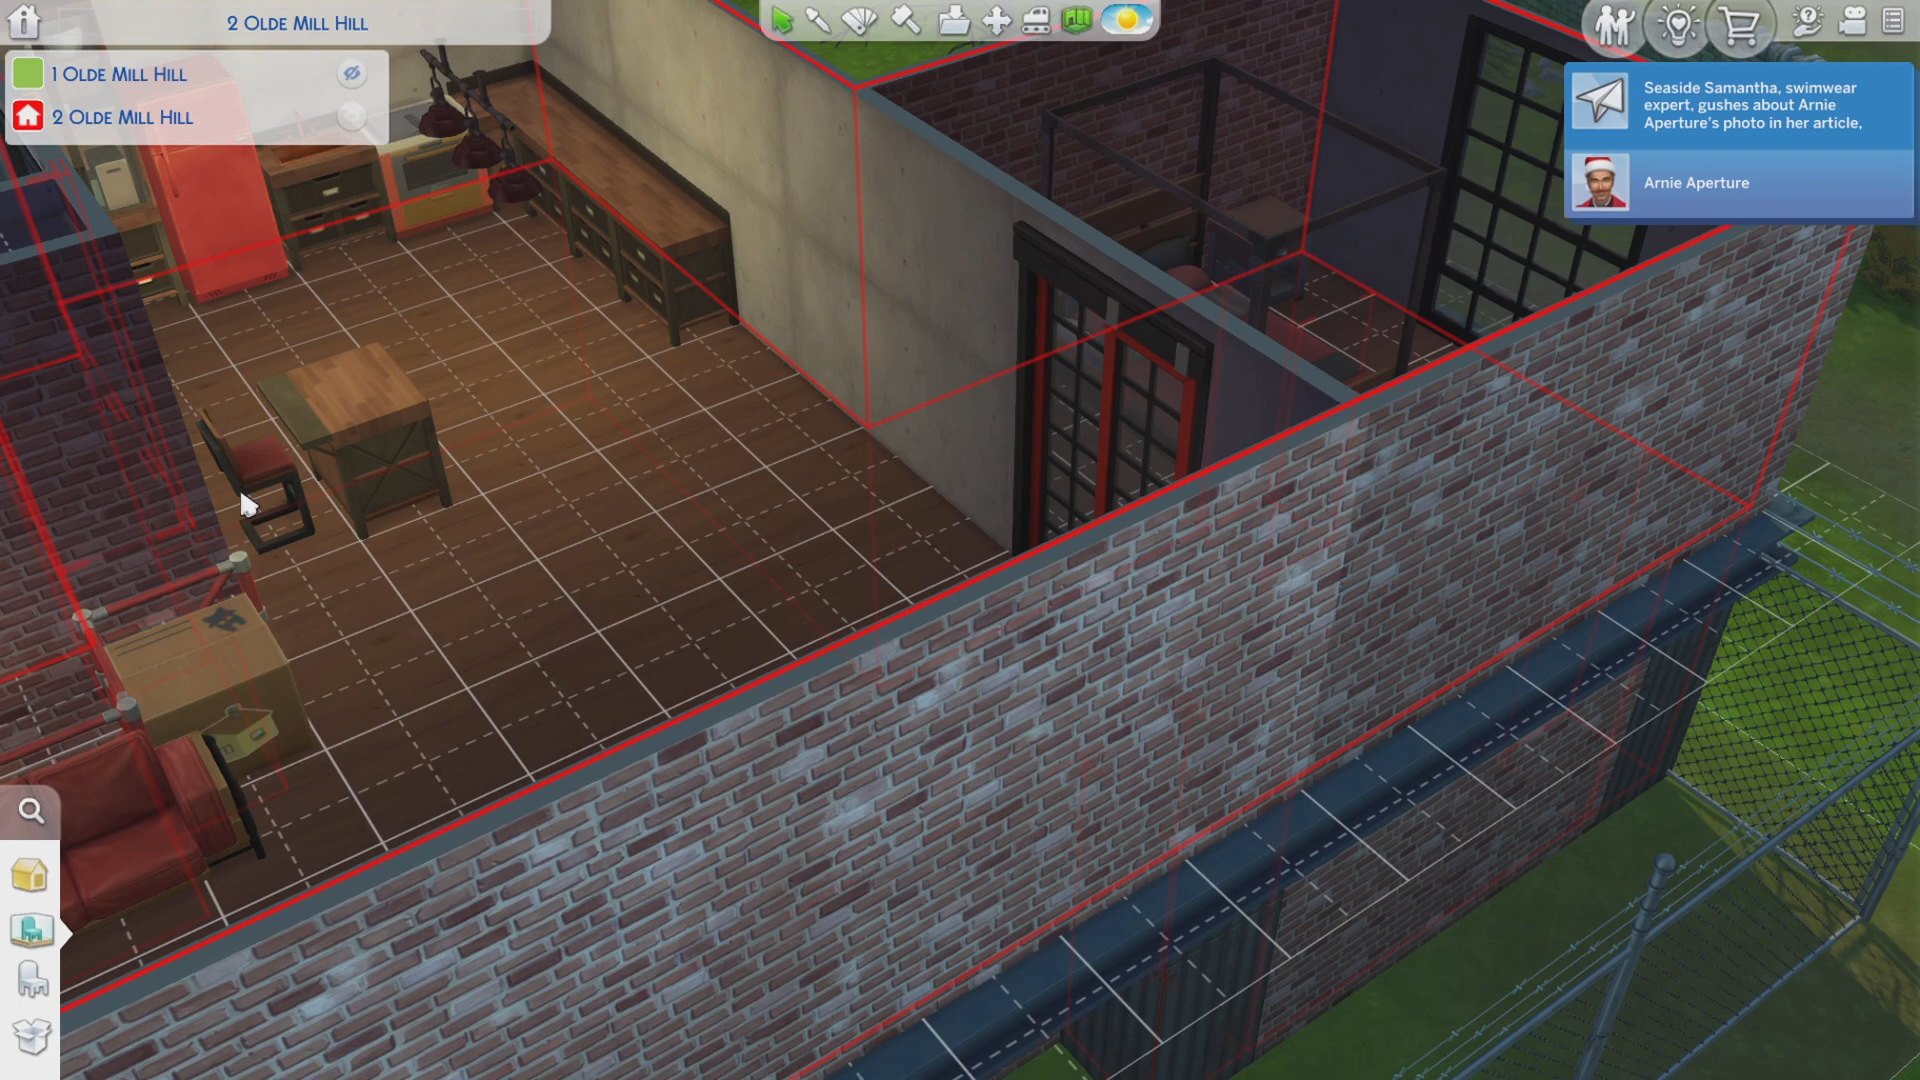 2 Olde Mill Hill
1 Olde Mill Hill
2 Olde Mill Hill
Seaside Samantha, swimwear
expert, gushes about Arnie
Aperture's photo in her article,
Arnie Aperture